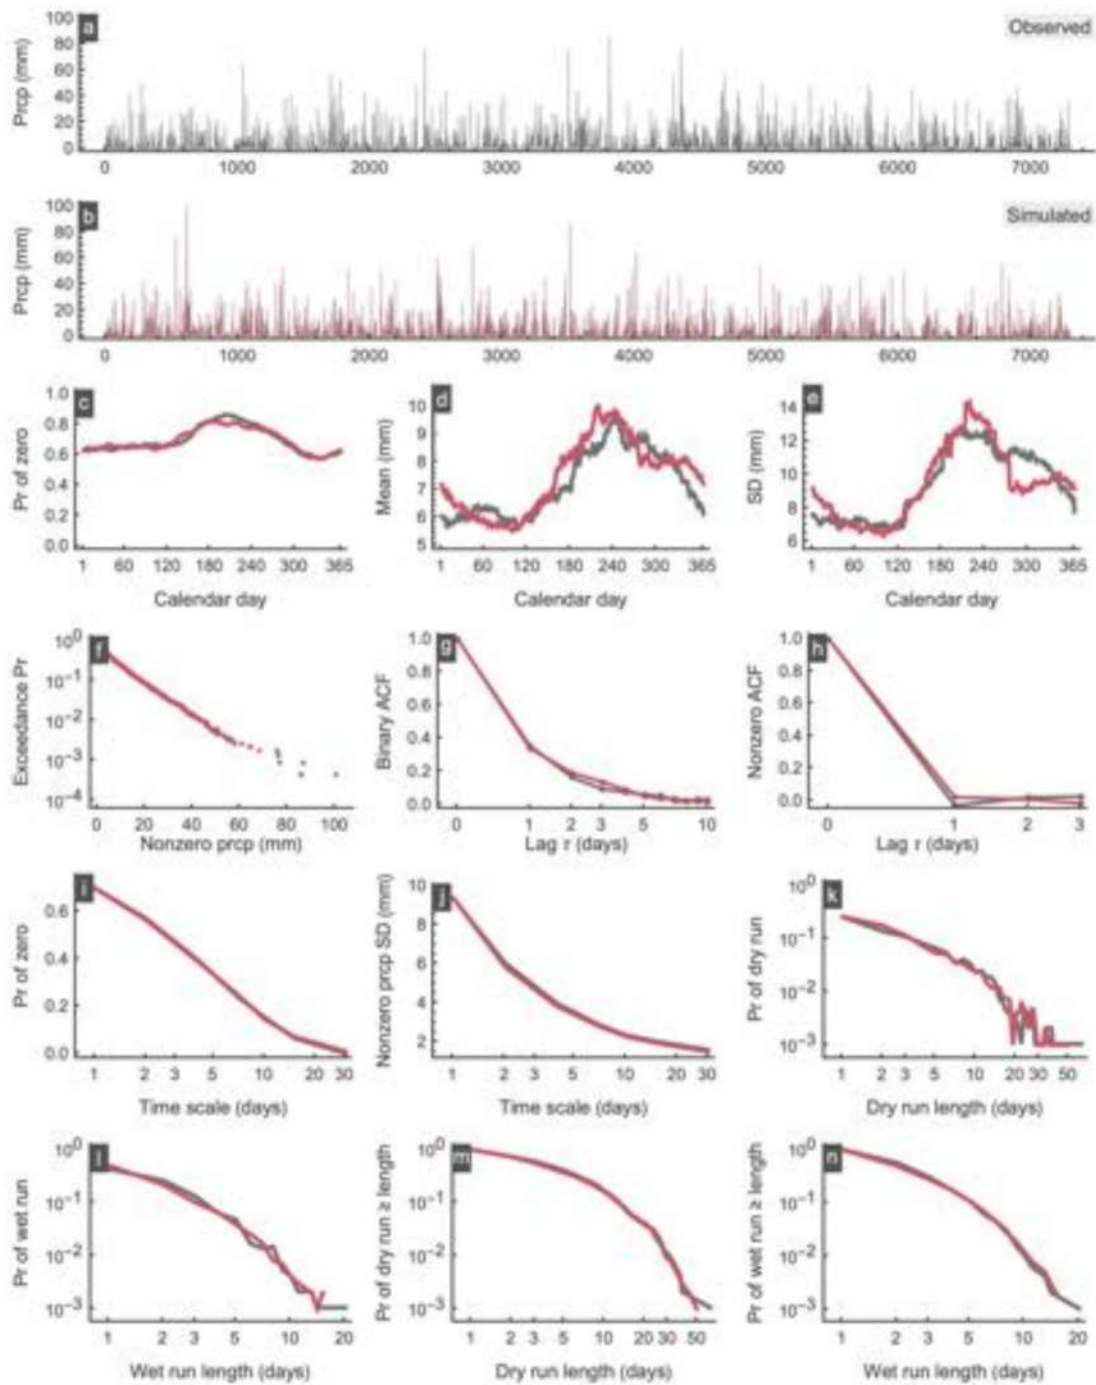 a
Observed
Prcp (mm)
100
80
60
40
20
0
0 1000 2000 3000 4000 5000 6000 7000
b
Simulated
Prcp (mm)
100
80
60
40
20
0
0 1000 2000 3000 4000 5000 6000 7000
c
Pr of zero
1.0
0.8
0.6
0.4
0.2
0.0
1 60 120 180 240 300 365
Calendar day
d
Mean (mm)
10
9
8
7
6
5
1 60 120 180 240 300 365
Calendar day
e
SD (mm)
14
12
10
8
6
1 60 120 180 240 300 365
Calendar day
f
Exceedance Pr
10^0
10^-1
10^-2
10^-3
10^-4
0 20 40 60 80 100
Nonzero prcp (mm)
g
Binary ACF
1.0
0.8
0.6
0.4
0.2
0.0
0 1 2 3 5 10
Lag τ (days)
h
Nonzero ACF
1.0
0.8
0.6
0.4
0.2
0.0
0 1 2 3
Lag τ (days)
i
Pr of zero
0.6
0.4
0.2
0.0
1 2 3 5 10 20 30
Time scale (days)
j
Nonzero prcp SD (mm)
10
8
6
4
2
1 2 3 5 10 20 30
Time scale (days)
k
Pr of dry run
10^0
10^-1
10^-2
10^-3
1 2 3 5 10 20 30 50
Dry run length (days)
l
Pr of wet run
10^0
10^-1
10^-2
10^-3
1 2 3 5 10 20
Wet run length (days)
m
Pr of dry run ≥ length
10^0
10^-1
10^-2
10^-3
1 2 3 5 10 20 30 50
Dry run length (days)
n
Pr of wet run ≥ length
10^0
10^-1
10^-2
10^-3
1 2 3 5 10 20
Wet run length (days)